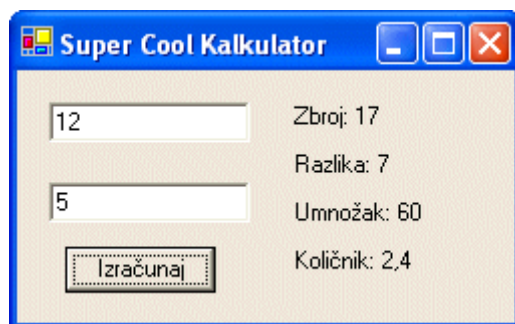 Super Cool Kalkulator
12
Zbroj: 17
Razlika: 7
5
Umnožak: 60
Izračunaj
Količnik: 2,4